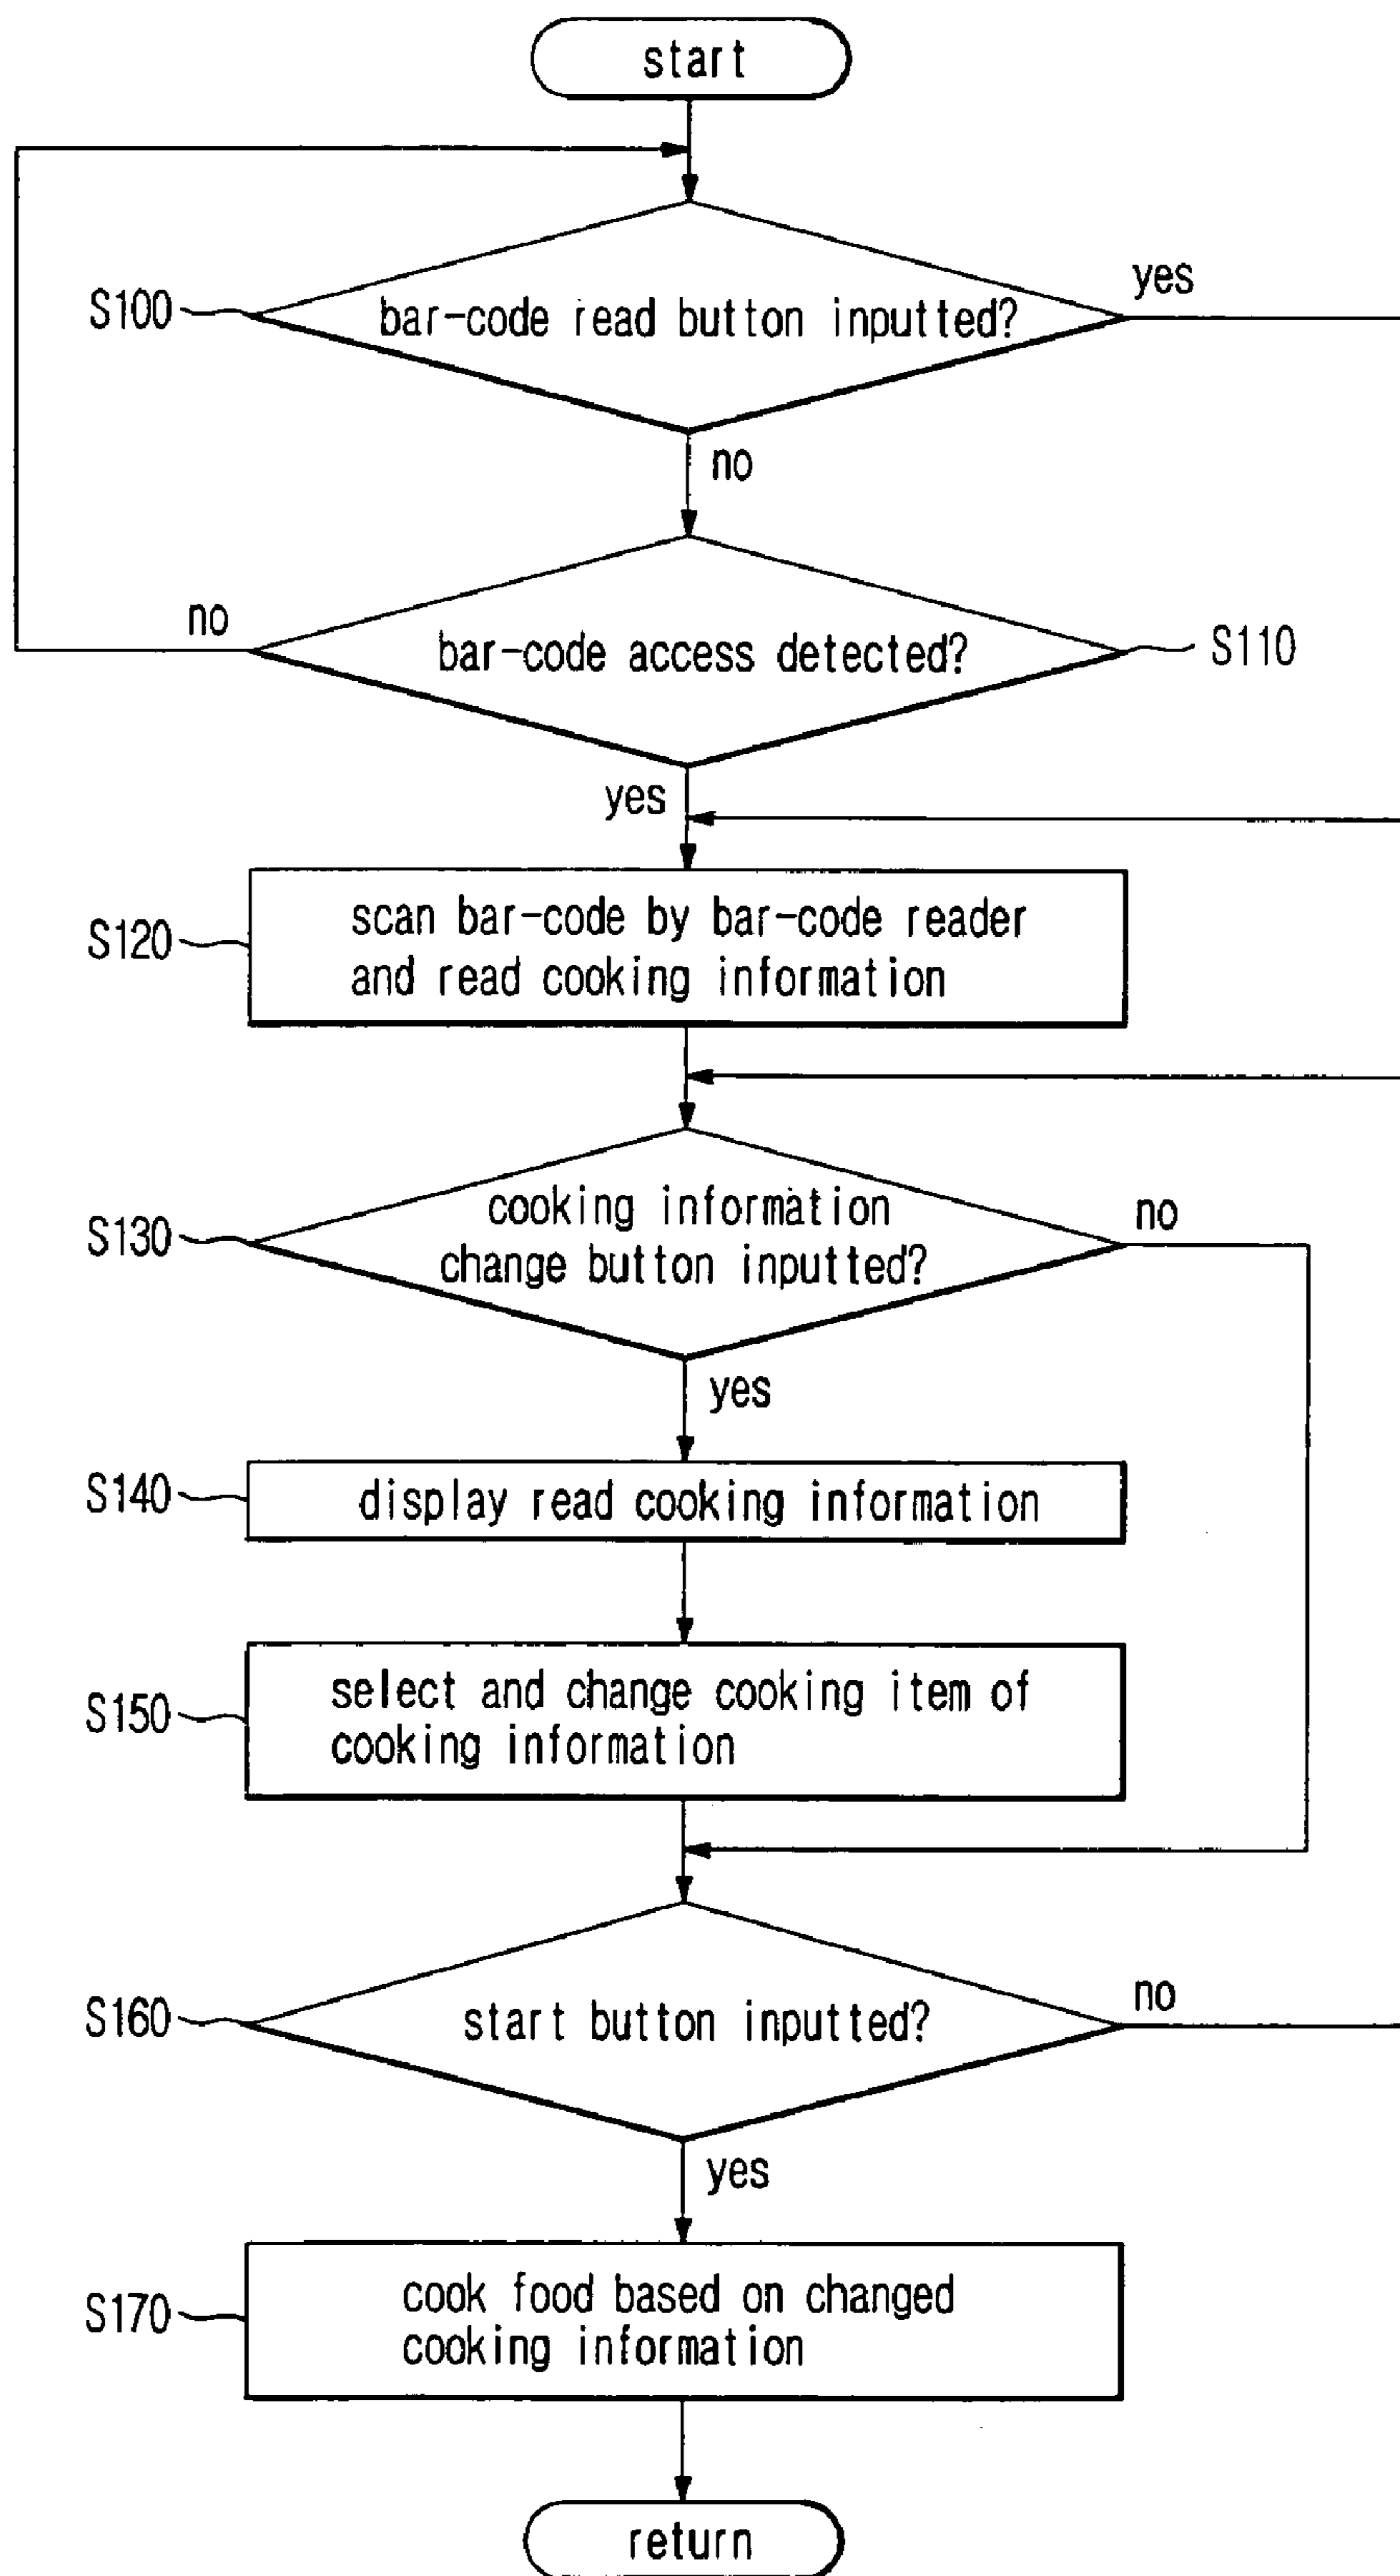 start
yes
S100
bar-code read button inputted?
no
no
bar-code access detected?
S110
yes
S120
scan bar-code by bar-code reader
and read cooking information
S130
cooking information
change button inputted?
no
yes
S140
display read cooking information
S150
select and change cooking item of
cooking information
S160
start button inputted?
no
yes
S170
cook food based on changed
cooking information
return